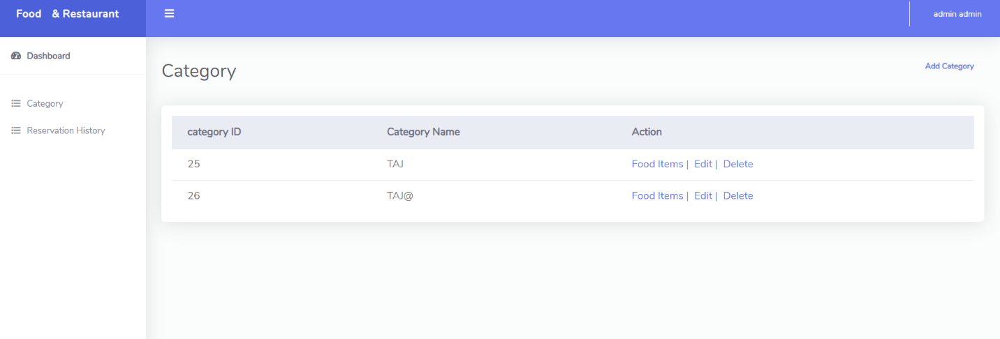 Food & Restaurant
admin admin
Dashboard
Category
Reservation History
Category
Add Category
category ID Category Name Action
25 TAJ Food Items | Edit | Delete
26 TAJ@ Food Items | Edit | Delete